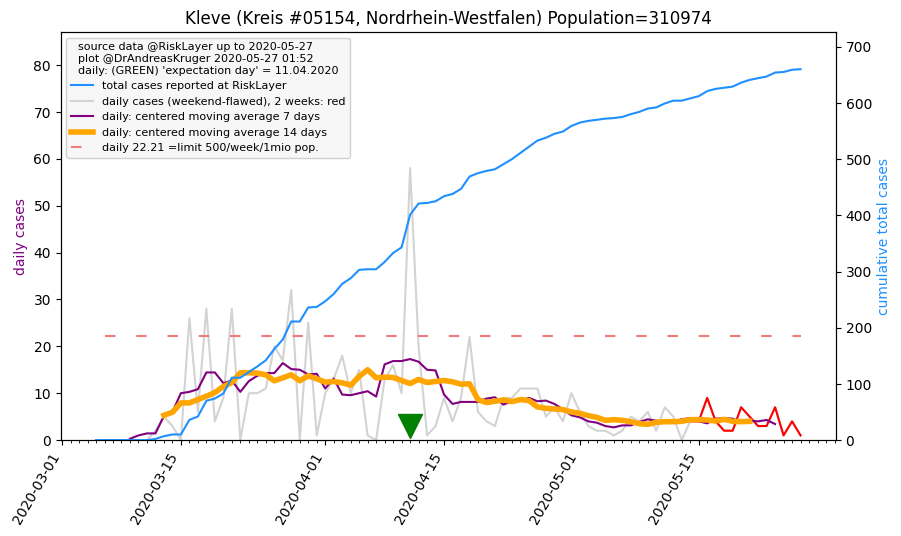 Kleve (Kreis #05154, Nordrhein-Westfalen) Population=310974
source data @RiskLayer up to 2020-05-27
plot @DrAndreasKruger 2020-05-27 01:52
daily: (GREEN) 'expectation day' = 11.04.2020
total cases reported at RiskLayer
daily cases (weekend-flawed), 2 weeks: red
daily: centered moving average 7 days
daily: centered moving average 14 days
daily 22.21 =limit 500/week/1mio pop.
daily cases
80
70
60
50
40
30
20
10
0
700
600
500
400
300
200
100
0
cumulative total cases
2020-03-01
2020-03-15
2020-04-01
2020-04-15
2020-05-01
2020-05-15